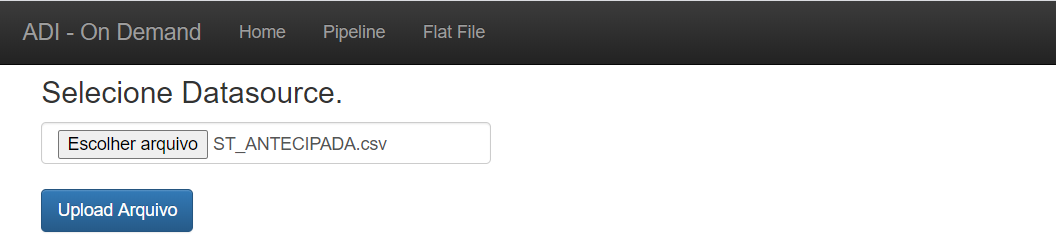 ADI - On Demand Home Pipeline Flat File
Selecione Datasource.
Escolher arquivo ST_ANTECIPADA.csv
Upload Arquivo